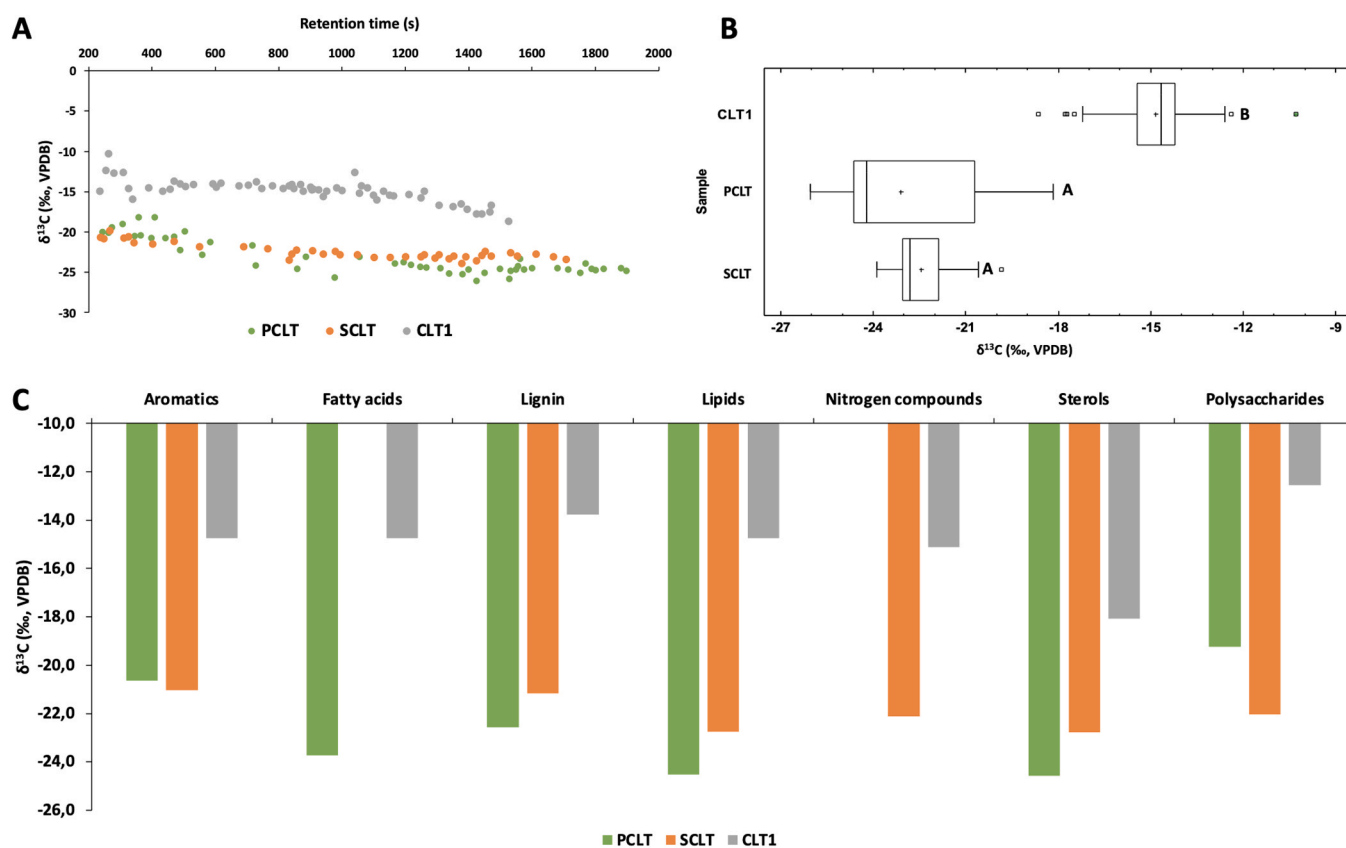 A
Retention time (s)
200 400 600 800 1000 1200 1400 1600 1800 2000
0
-5
-10
-15
-20
-25
-30
δ¹³C (‰, VPDB)
PCLT SCLT CLT1
B
CLT1
PCLT
SCLT
Sample
B
A
A
-27 -24 -21 -18 -15 -12 -9
δ¹³C (‰, VPDB)
C
Aromatics Fatty acids Lignin Lipids Nitrogen compounds Sterols Polysaccharides
-10,0
-12,0
-14,0
-16,0
-18,0
-20,0
-22,0
-24,0
-26,0
δ¹³C (‰, VPDB)
PCLT SCLT CLT1